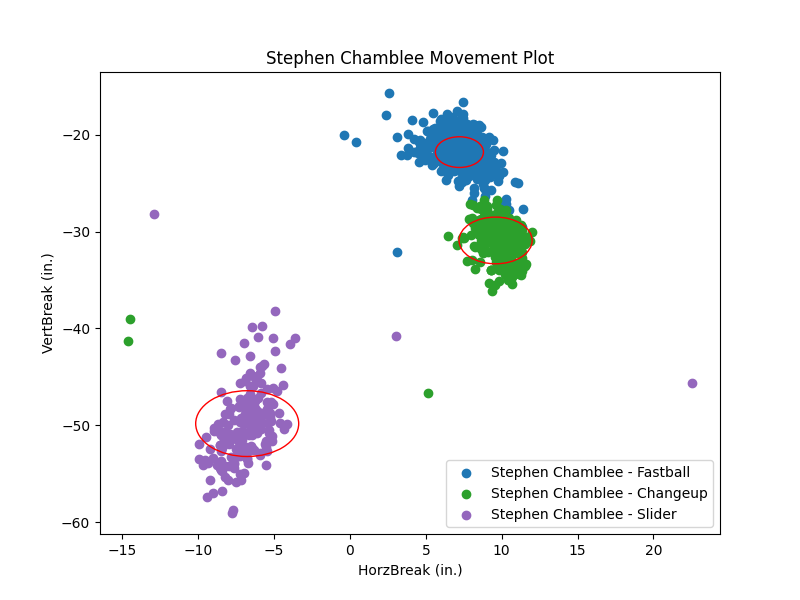 Stephen Chamblee Movement Plot
VertBreak (in.)
−20
−30
−40
−50
−60
Stephen Chamblee - Fastball
Stephen Chamblee - Changeup
Stephen Chamblee - Slider
−15 −10 −5 0 5 10 15 20
HorzBreak (in.)